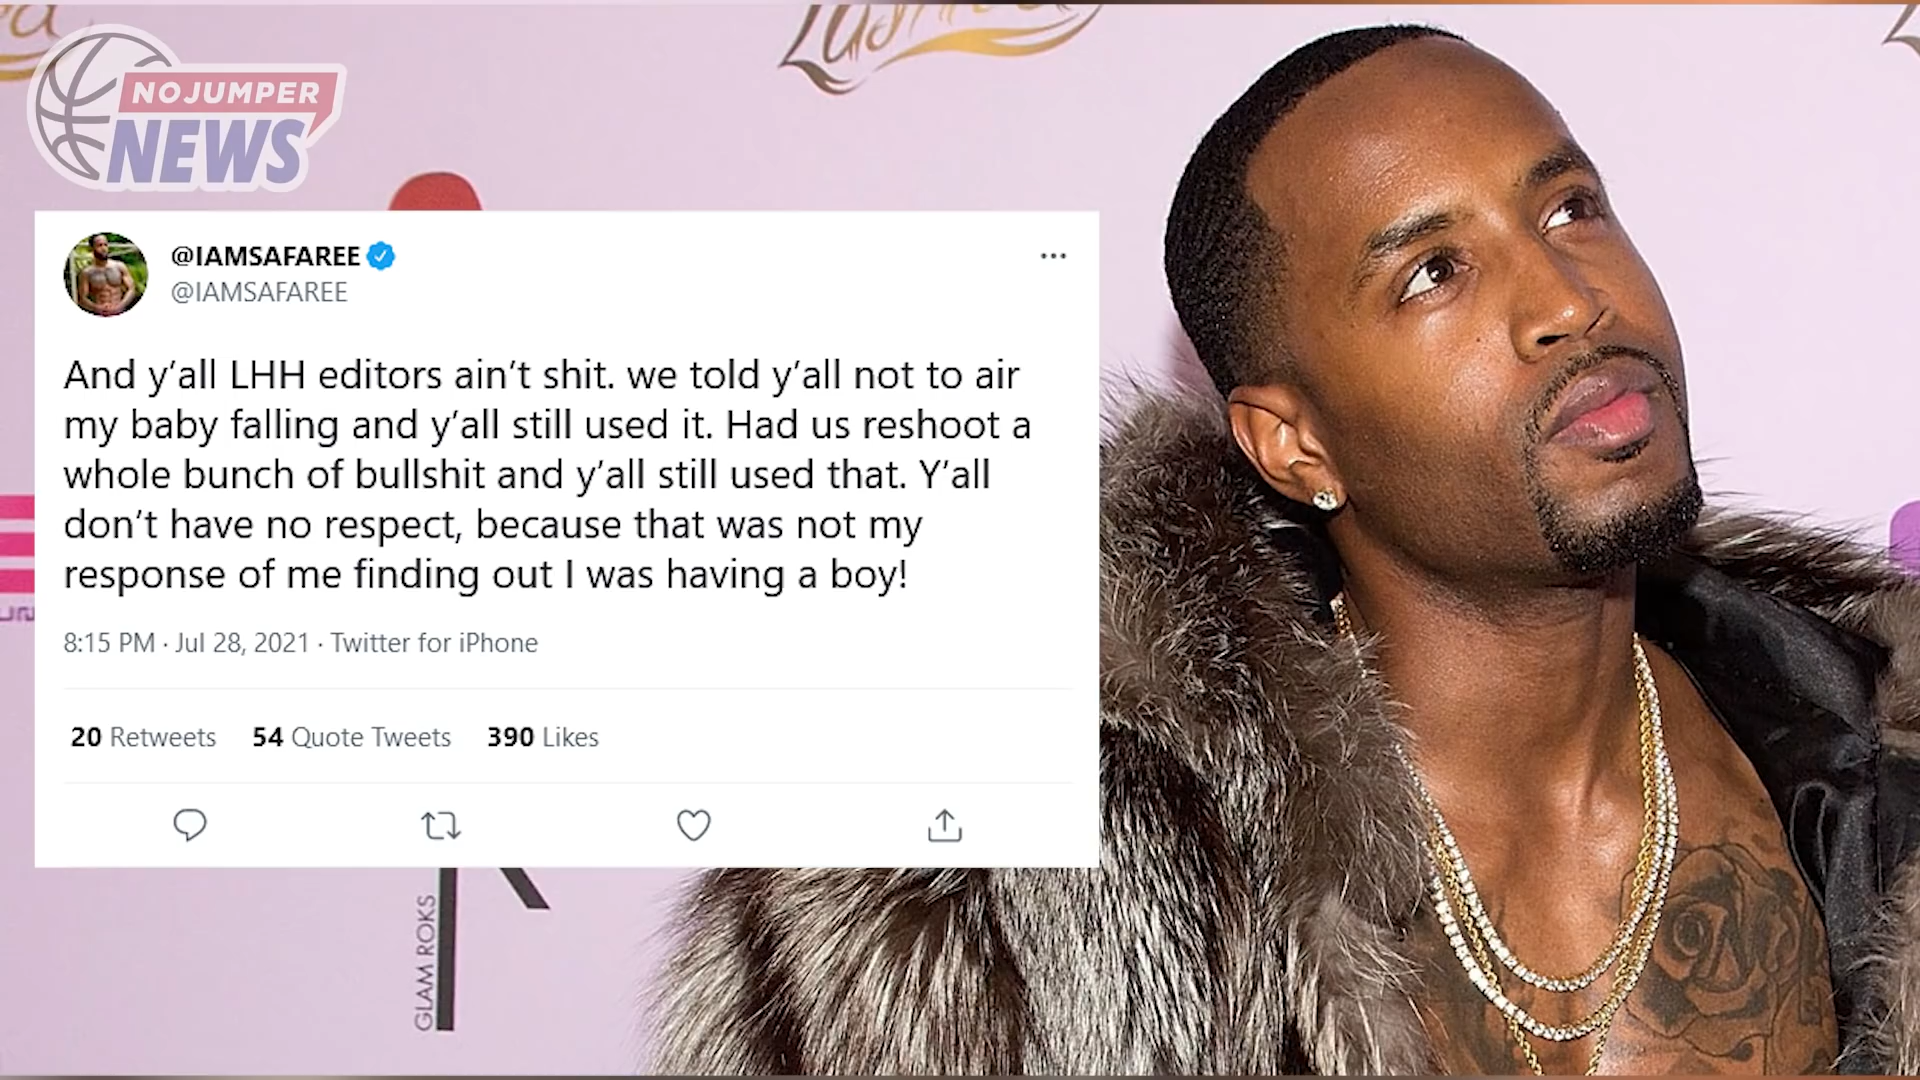 NOJUMPER
NEWS
@IAMSAFAREE
@IAMSAFAREE
And y’all LHH editors ain’t shit. we told y’all not to air
my baby falling and y’all still used it. Had us reshoot a
whole bunch of bullshit and y’all still used that. Y’all
don’t have no respect, because that was not my
response of me finding out I was having a boy!
8:15 PM · Jul 28, 2021 · Twitter for iPhone
20 Retweets 54 Quote Tweets 390 Likes
GLAM ROKS